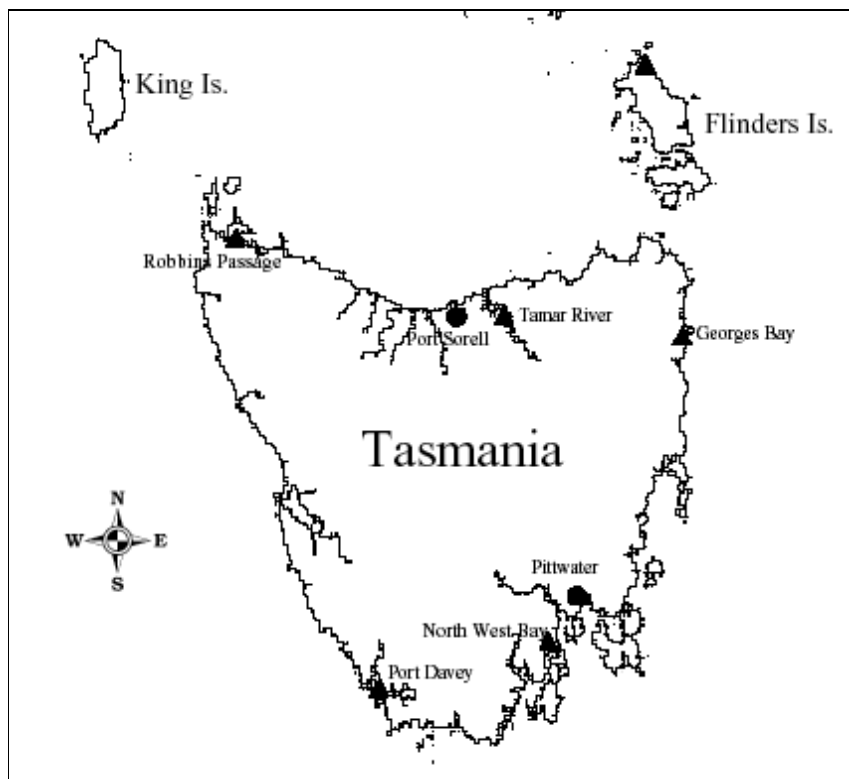 King Is.
Flinders Is.
Robbins Passage
Port Sorell
Tamar River
Georges Bay
Tasmania
N
W E
S
Pittwater
North West Bay
Port Davey